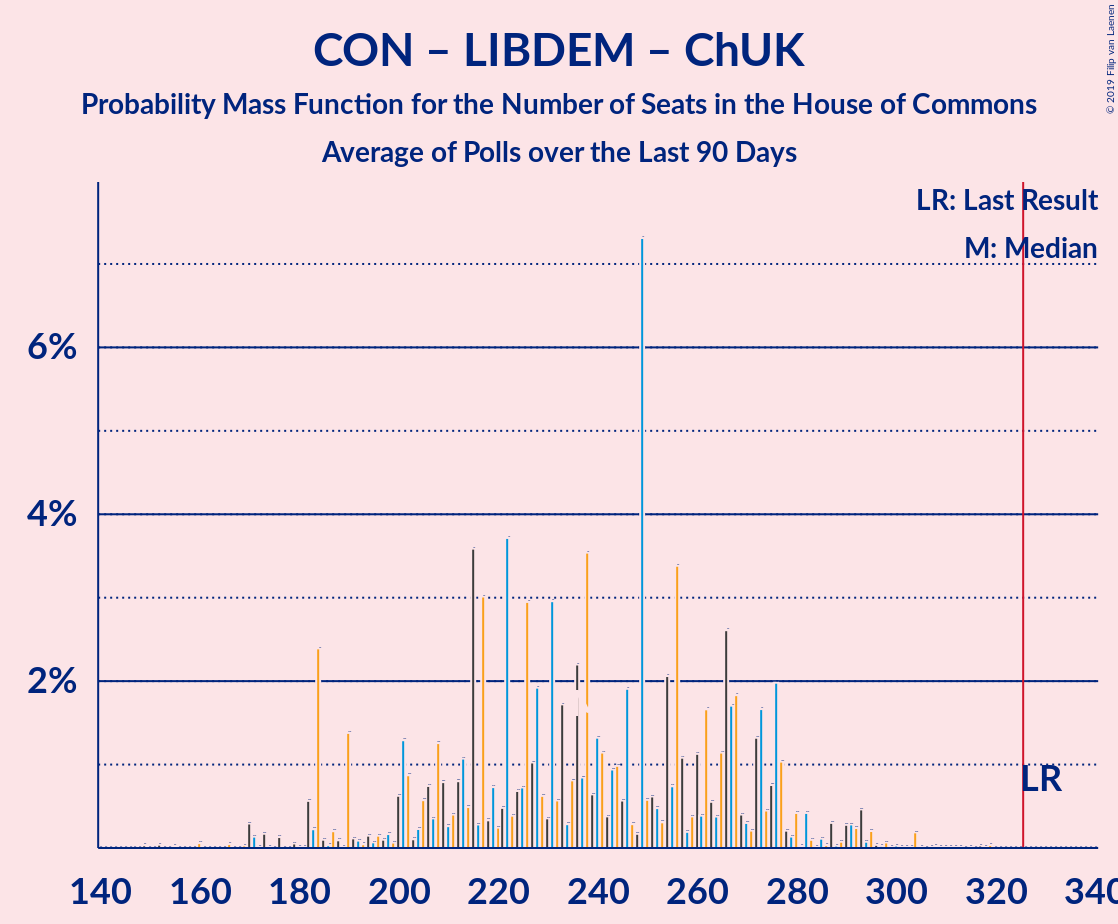 CON – LIBDEM – ChUK
Probability Mass Function for the Number of Seats in the House of Commons
Average of Polls over the Last 90 Days
© 2019 Filip van Laenen
LR: Last Result
M: Median
6%
4%
2%
LR
140 160 180 200 220 240 260 280 300 320 340